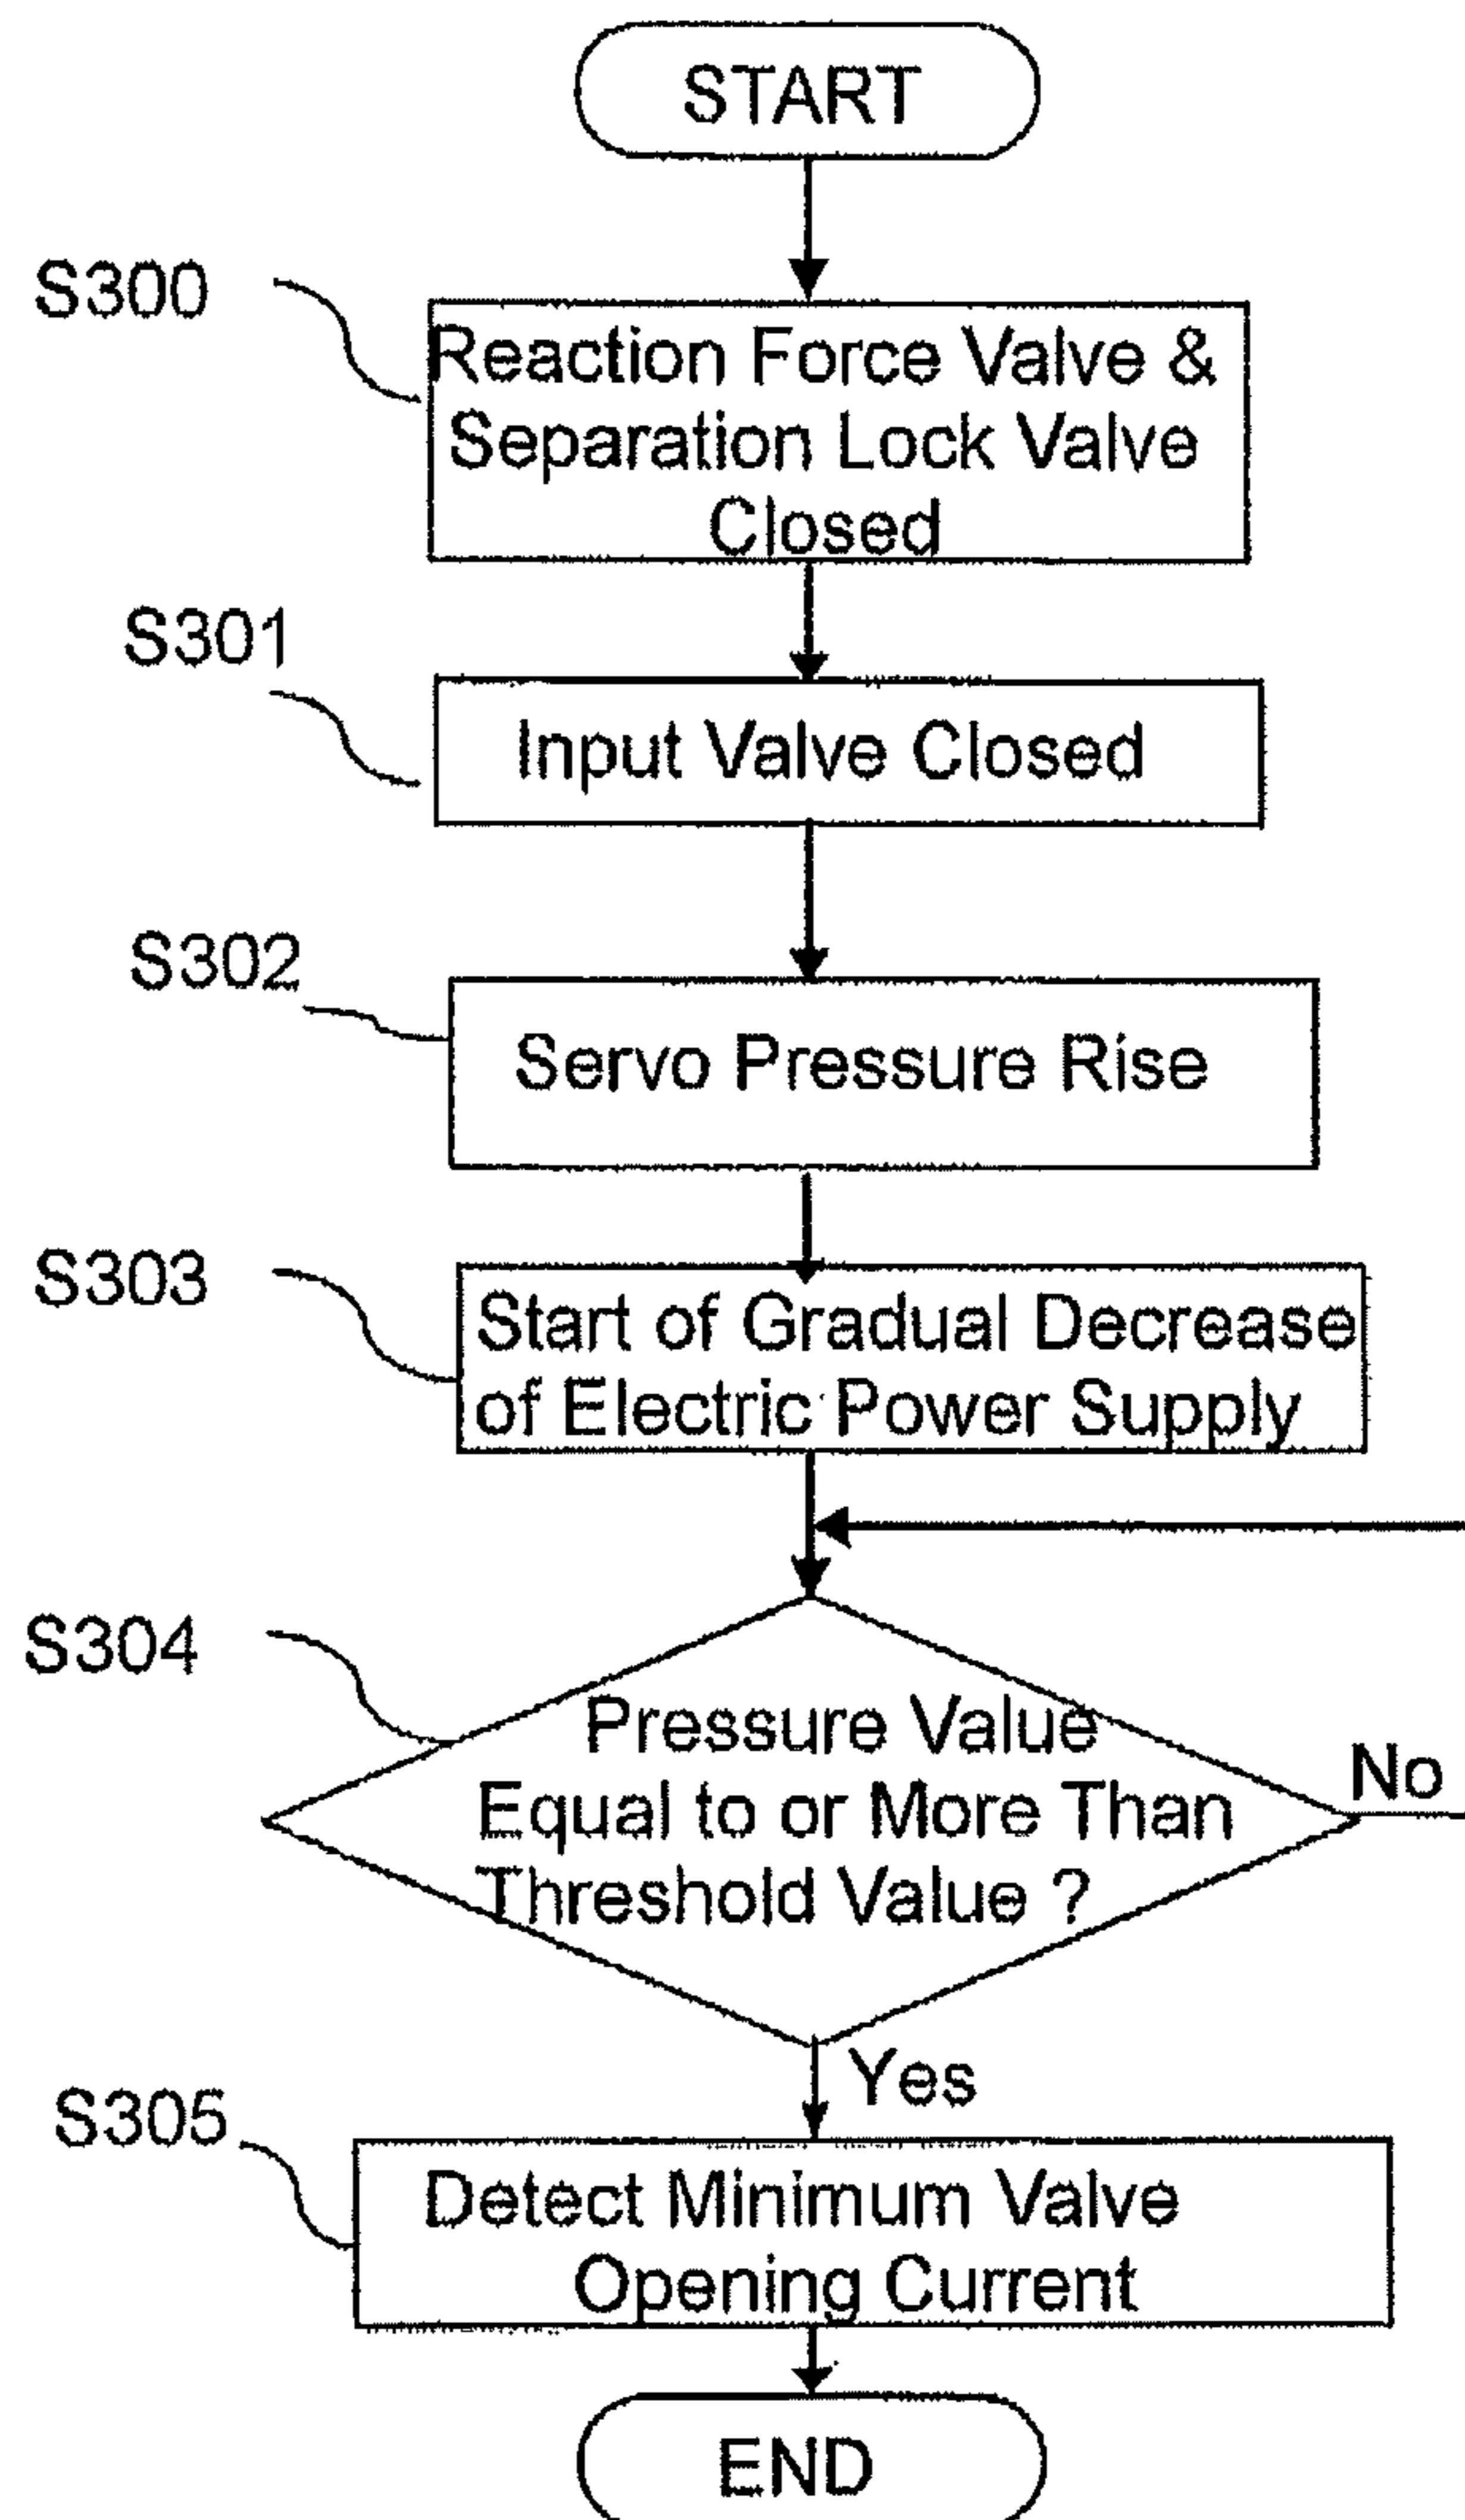 START
S300
Reaction Force Valve &
Separation Lock Valve
Closed
S301
Input Valve Closed
S302
Servo Pressure Rise
S303
Start of Gradual Decrease
of Electric Power Supply
S304
Pressure Value
Equal to or More Than
Threshold Value ?
No
Yes
S305
Detect Minimum Valve
Opening Current
END